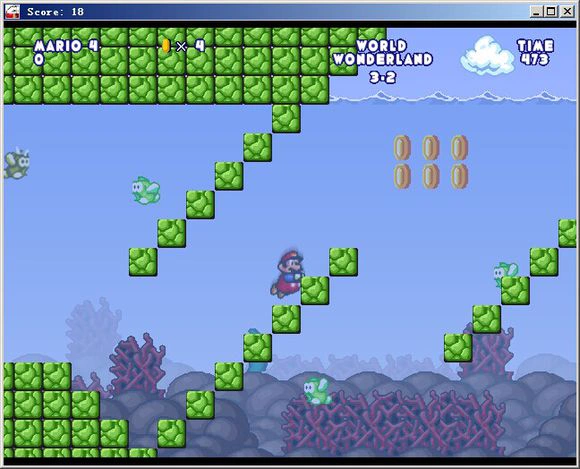 Score: 18
MARIO 4
0
× 4
WORLD
WONDERLAND
3-2
TIME
473